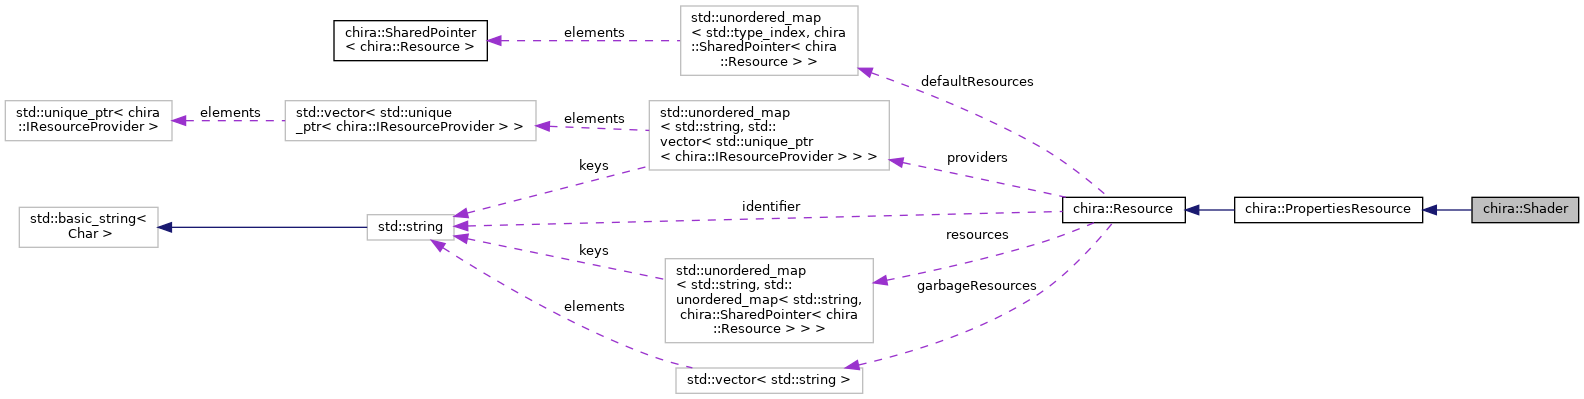 chira::SharedPointer
< chira::Resource >
elements
std::unordered_map
< std::type_index, chira
::SharedPointer< chira
::Resource > >
defaultResources
std::unique_ptr< chira
::IResourceProvider >
elements
std::vector< std::unique
_ptr< chira::IResourceProvider > >
elements
std::unordered_map
< std::string, std::
vector< std::unique_ptr
< chira::IResourceProvider > > >
providers
keys
std::basic_string<
Char >
std::string
identifier
chira::Resource
chira::PropertiesResource
chira::Shader
keys
std::unordered_map
< std::string, std::
unordered_map< std::string,
chira::SharedPointer< chira
::Resource > > >
resources
garbageResources
elements
std::vector< std::string >